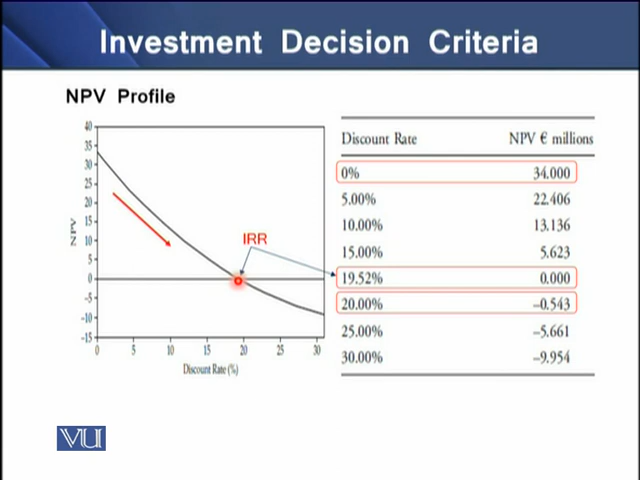 Investment Decision Criteria
NPV Profile
40
35
30
25
20
15
10
5
0
−5
−10
−15
NPV
0 5 10 15 20 25 30
Discount Rate (%)
IRR
Discount Rate NPV € millions
0% 34.000
5.00% 22.406
10.00% 13.136
15.00% 5.623
19.52% 0.000
20.00% −0.543
25.00% −5.661
30.00% −9.954
VU